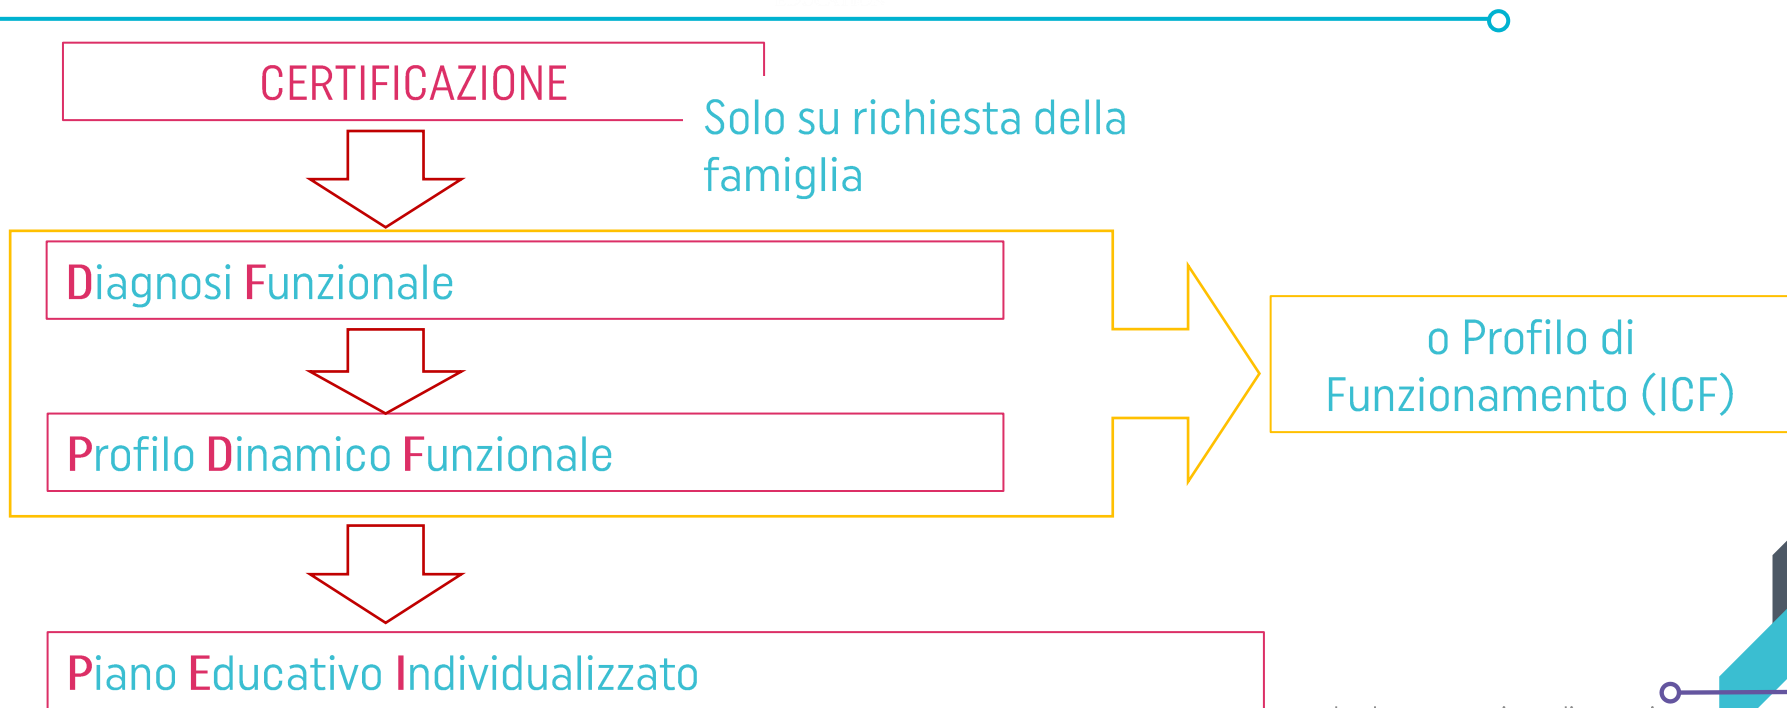 CERTIFICAZIONE
Solo su richiesta della
famiglia
Diagnosi Funzionale
Profilo Dinamico Funzionale
o Profilo di
Funzionamento (ICF)
Piano Educativo Individualizzato